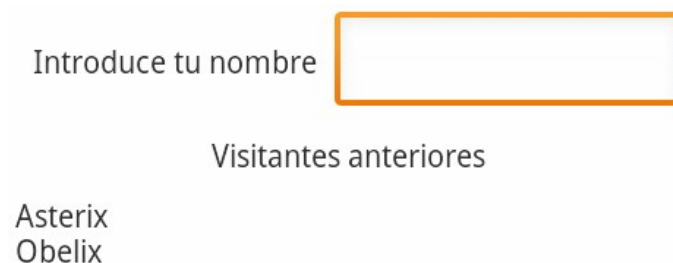 Introduce tu nombre
Visitantes anteriores
Asterix
Obelix